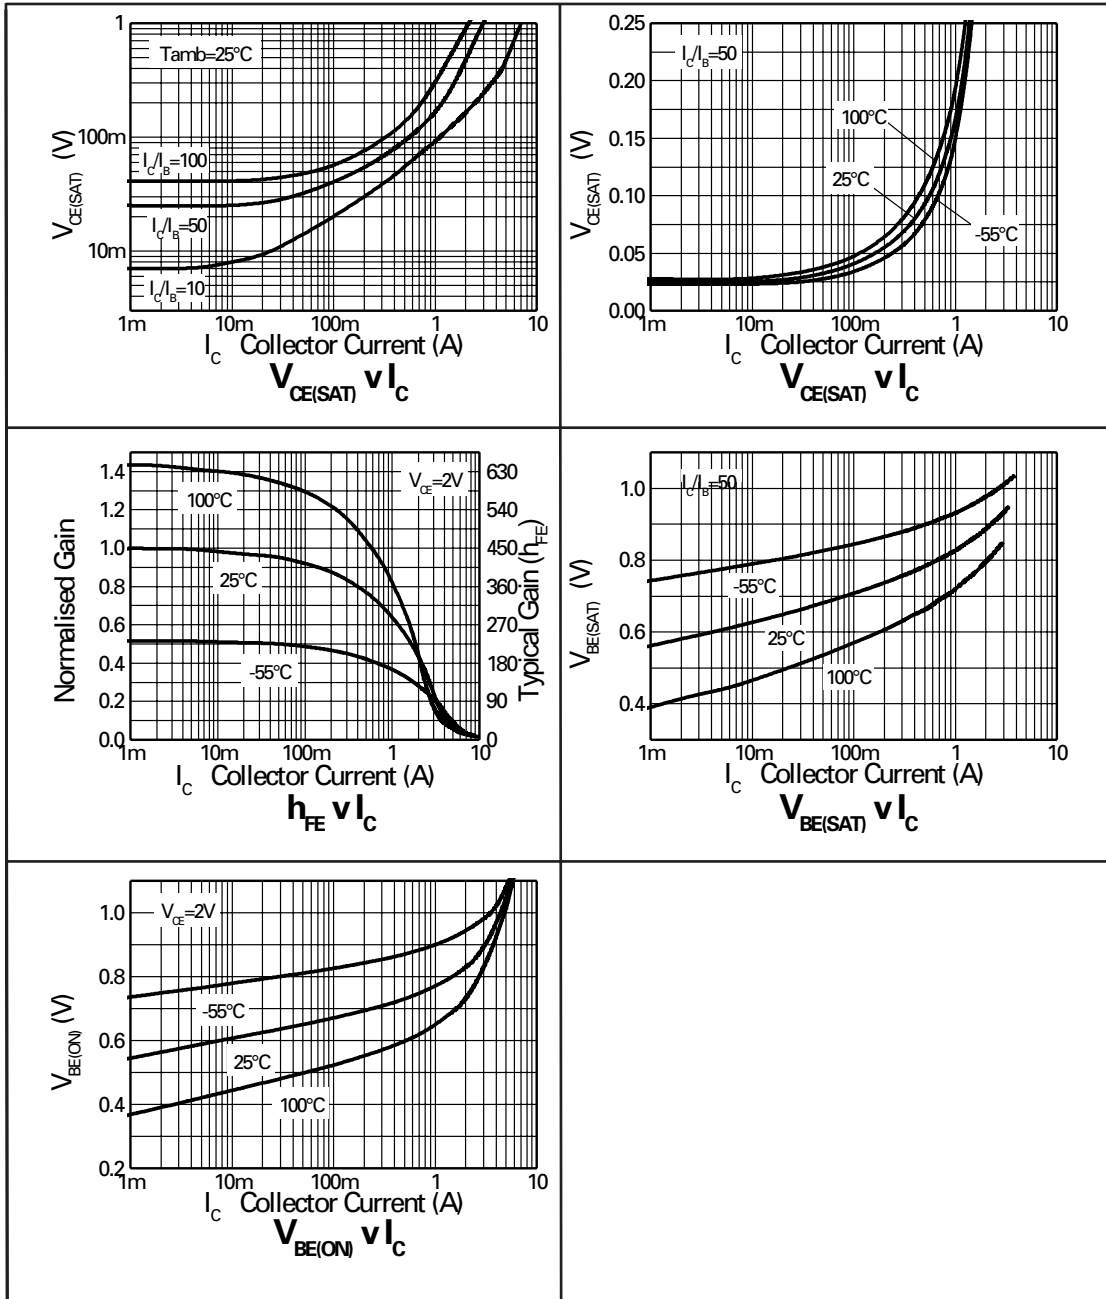 1
100m
10m
V_CE(SAT) (V)
Tamb=25°C
I_C/I_B=100
I_C/I_B=50
I_C/I_B=10
1m 10m 100m 1 10
I_C Collector Current (A)
V_CE(SAT) v I_C
0.25
0.20
0.15
0.10
0.05
0.00
V_CE(SAT) (V)
I_C/I_B=50
100°C
25°C
-55°C
1m 10m 100m 1 10
I_C Collector Current (A)
V_CE(SAT) v I_C
1.4
1.2
1.0
0.8
0.6
0.4
0.2
0.0
Normalised Gain
V_CE=2V
100°C
25°C
-55°C
630
540
450
360
270
180
90
0
Typical Gain (h_FE)
1m 10m 100m 1 10
I_C Collector Current (A)
h_FE v I_C
1.0
0.8
0.6
0.4
V_BE(SAT) (V)
I_C/I_B=50
-55°C
25°C
100°C
1m 10m 100m 1 10
I_C Collector Current (A)
V_BE(SAT) v I_C
1.0
0.8
0.6
0.4
0.2
V_BE(ON) (V)
V_CE=2V
-55°C
25°C
100°C
1m 10m 100m 1 10
I_C Collector Current (A)
V_BE(ON) v I_C